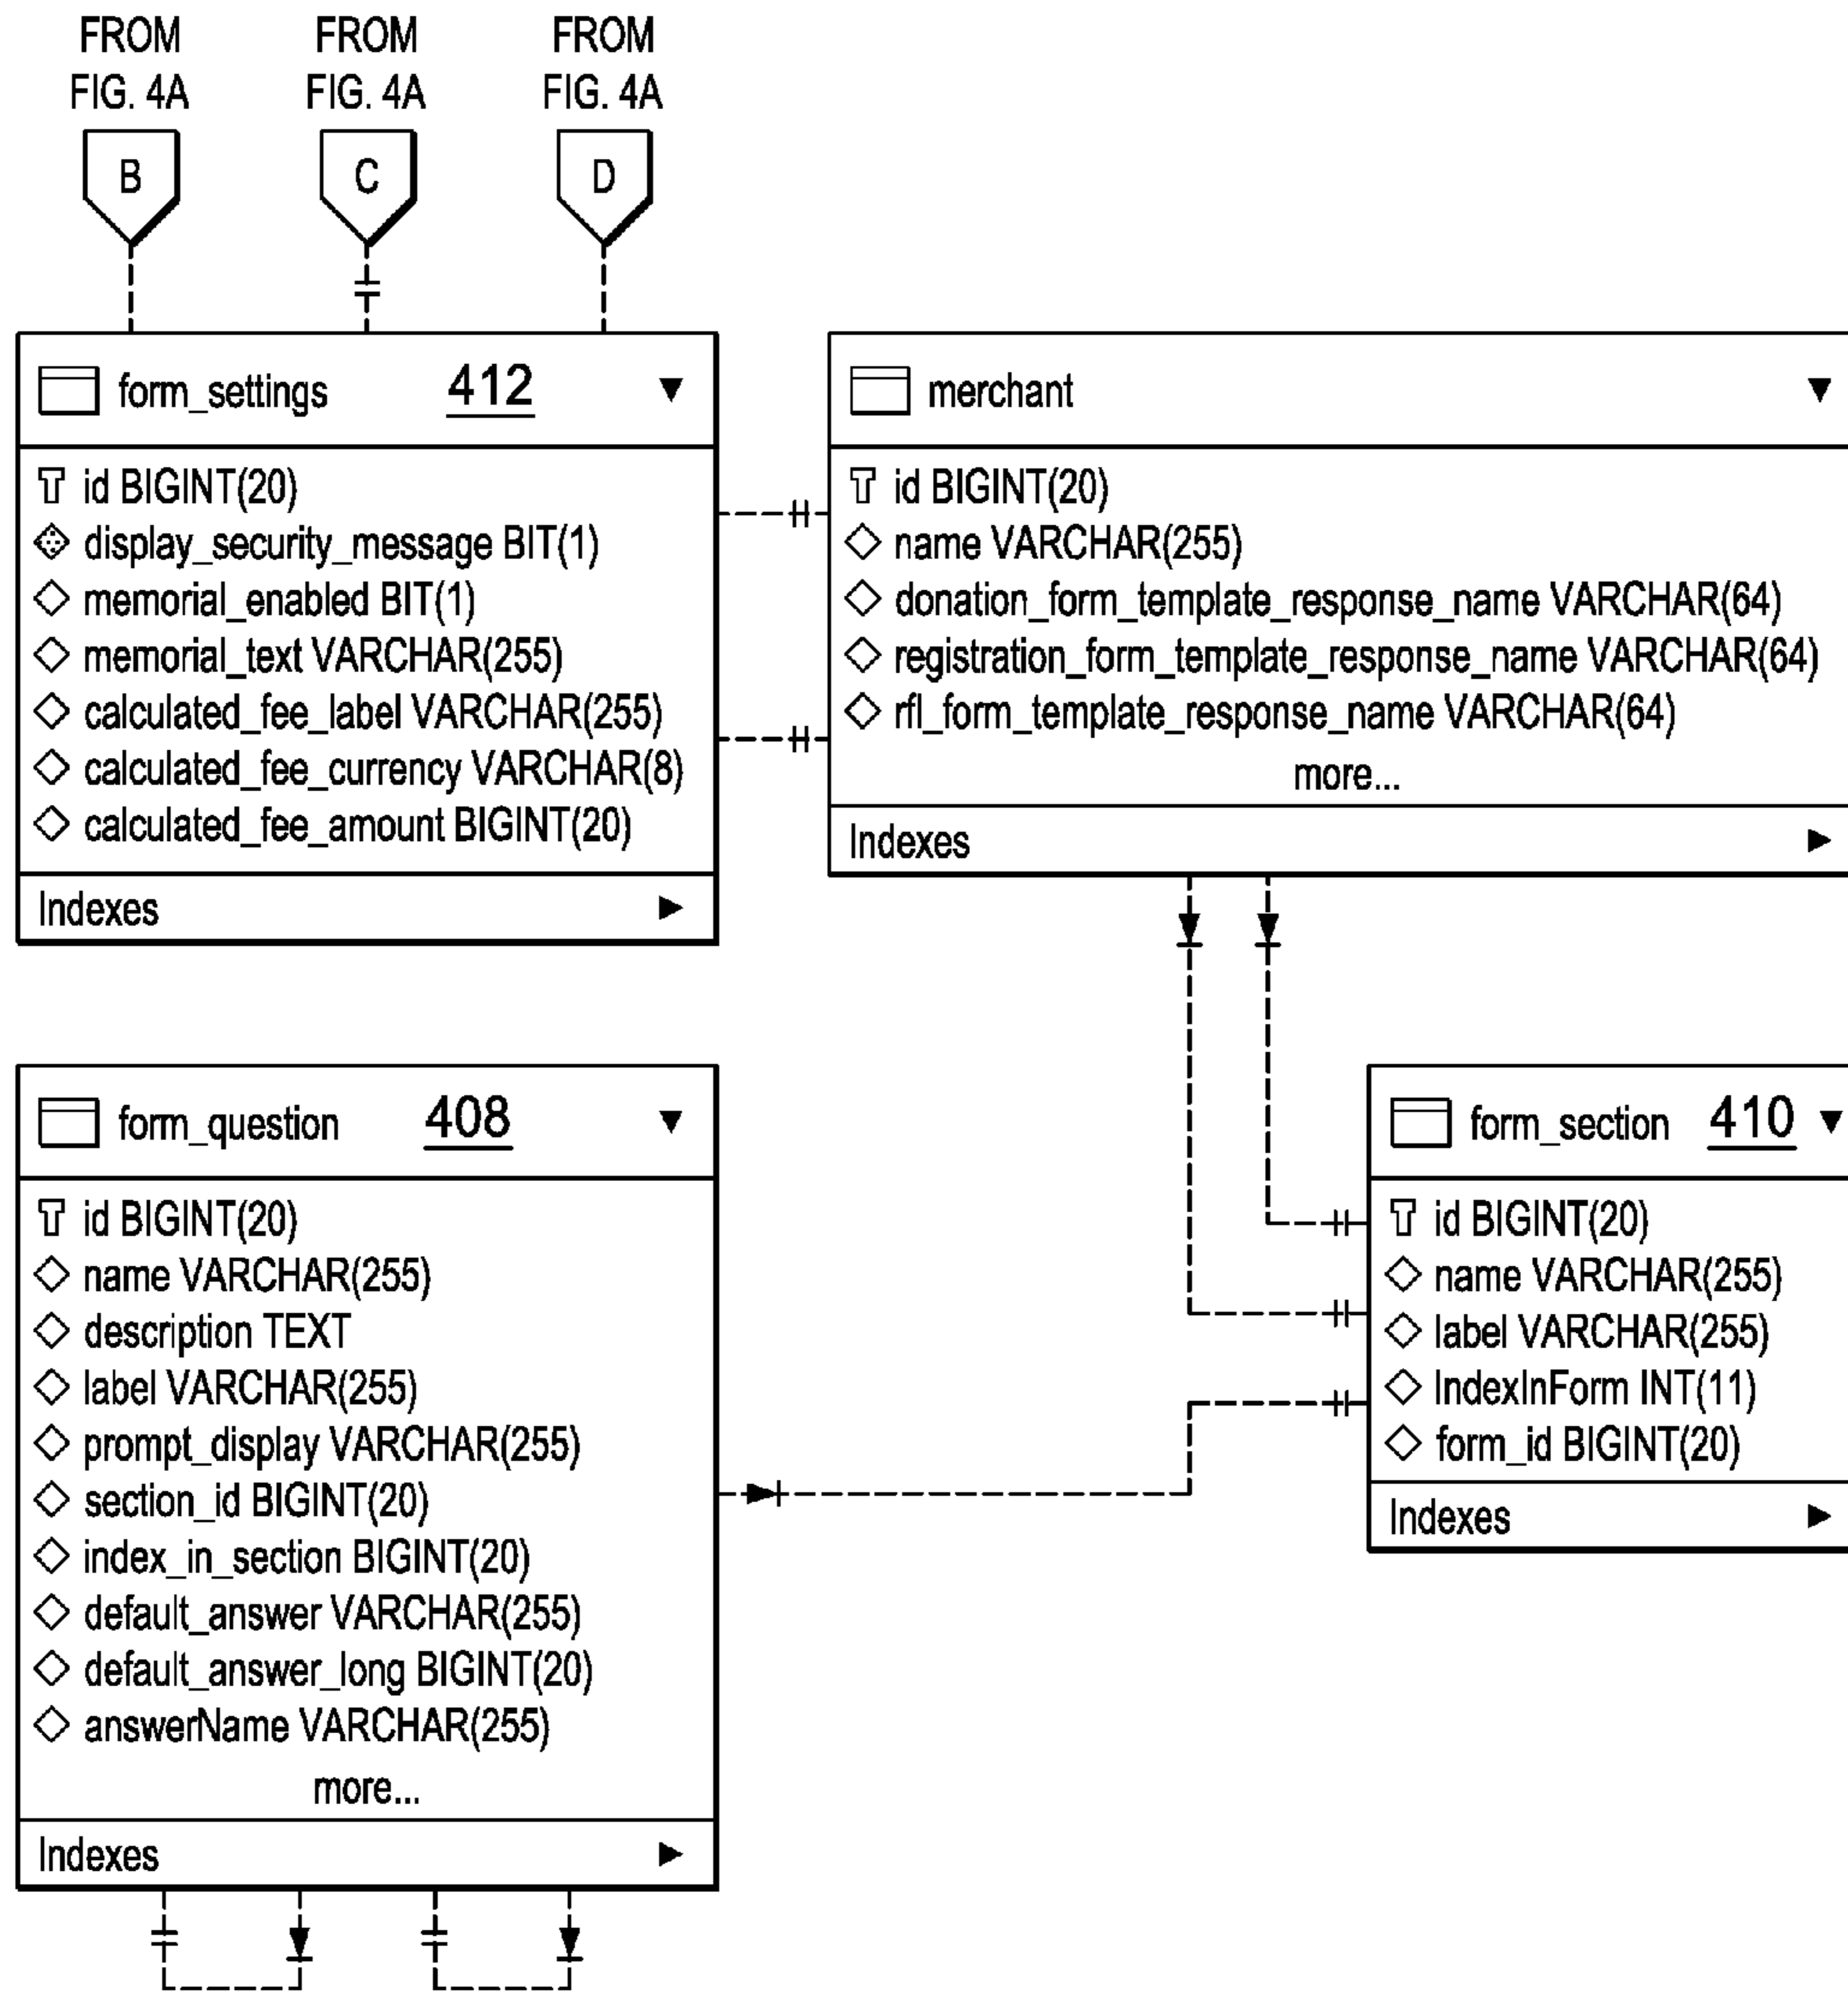 FROM FROM FROM
FIG. 4A FIG. 4A FIG. 4A
B C D
form_settings 412
id BIGINT(20)
display_security_message BIT(1)
memorial_enabled BIT(1)
memorial_text VARCHAR(255)
calculated_fee_label VARCHAR(255)
calculated_fee_currency VARCHAR(8)
calculated_fee_amount BIGINT(20)
Indexes
merchant
id BIGINT(20)
name VARCHAR(255)
donation_form_template_response_name VARCHAR(64)
registration_form_template_response_name VARCHAR(64)
rfl_form_template_response_name VARCHAR(64)
more...
Indexes
form_question 408
id BIGINT(20)
name VARCHAR(255)
description TEXT
label VARCHAR(255)
prompt_display VARCHAR(255)
section_id BIGINT(20)
index_in_section BIGINT(20)
default_answer VARCHAR(255)
default_answer_long BIGINT(20)
answerName VARCHAR(255)
more...
Indexes
form_section 410
id BIGINT(20)
name VARCHAR(255)
label VARCHAR(255)
IndexInForm INT(11)
form_id BIGINT(20)
Indexes